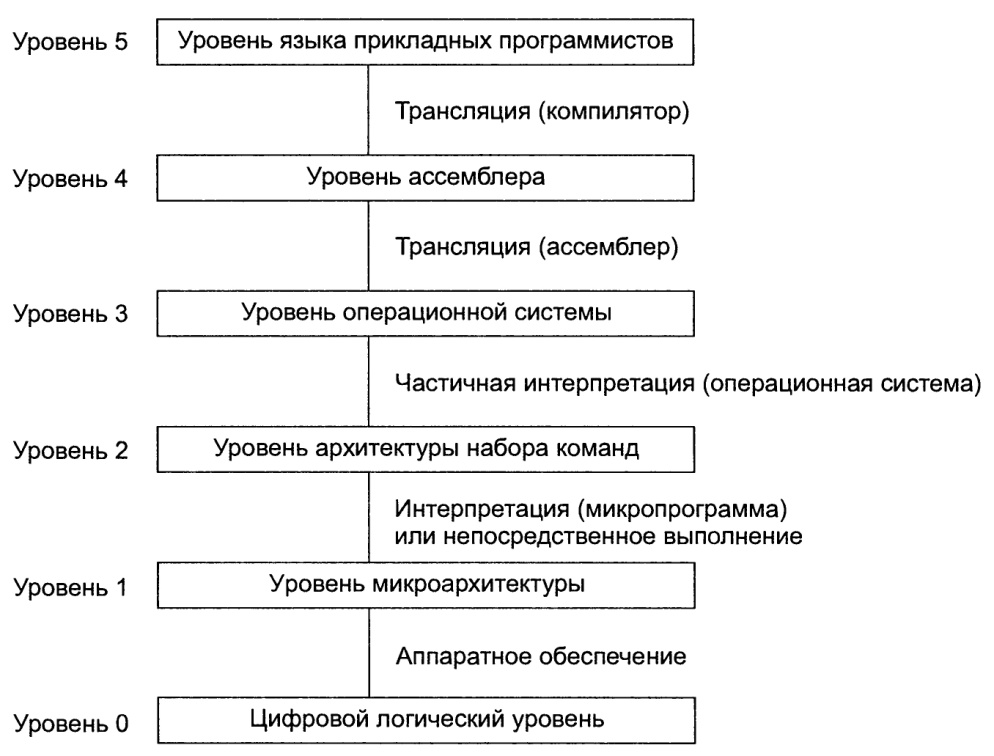 Уровень 5 Уровень языка прикладных программистов
Трансляция (компилятор)
Уровень 4 Уровень ассемблера
Трансляция (ассемблер)
Уровень 3 Уровень операционной системы
Частичная интерпретация (операционная система)
Уровень 2 Уровень архитектуры набора команд
Интерпретация (микропрограмма)
или непосредственное выполнение
Уровень 1 Уровень микроархитектуры
Аппаратное обеспечение
Уровень 0 Цифровой логический уровень